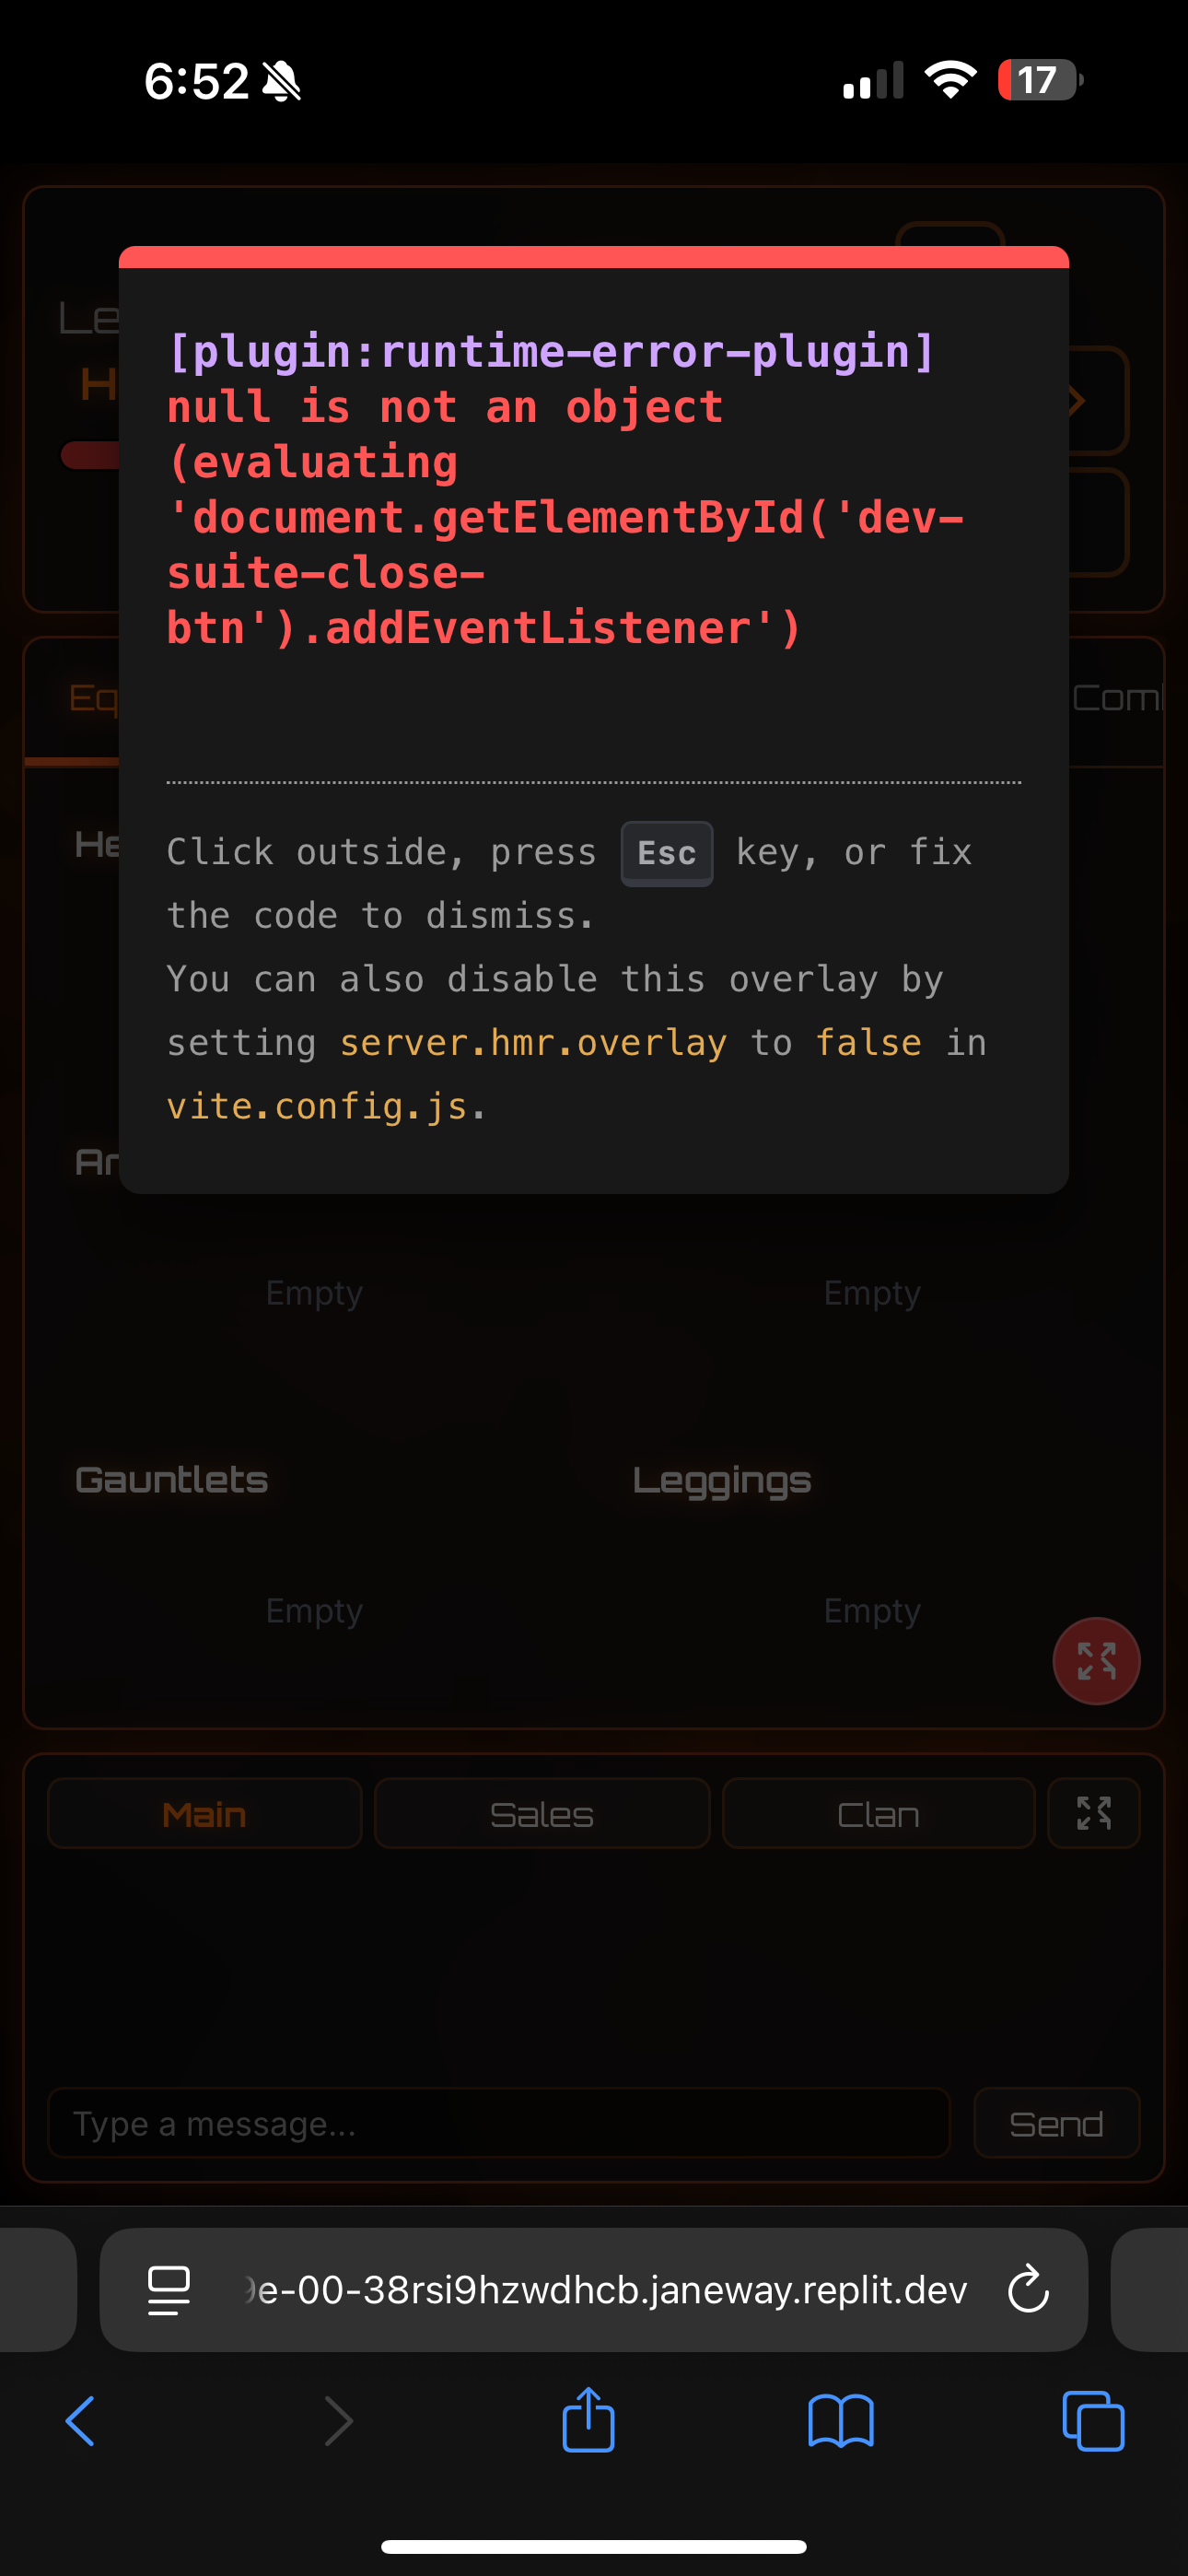 6:52
17
Le
H
[plugin:runtime-error-plugin]
null is not an object
(evaluating
'document.getElementById('dev-
suite-close-
btn').addEventListener')
Eq
Com
He
Click outside, press Esc key, or fix
the code to dismiss.
You can also disable this overlay by
setting server.hmr.overlay to false in
vite.config.js.
Ar
Empty Empty
Gauntlets Leggings
Empty Empty
Main Sales Clan
Type a message... Send
e-00-38rsi9hzwdhcb.janeway.replit.dev